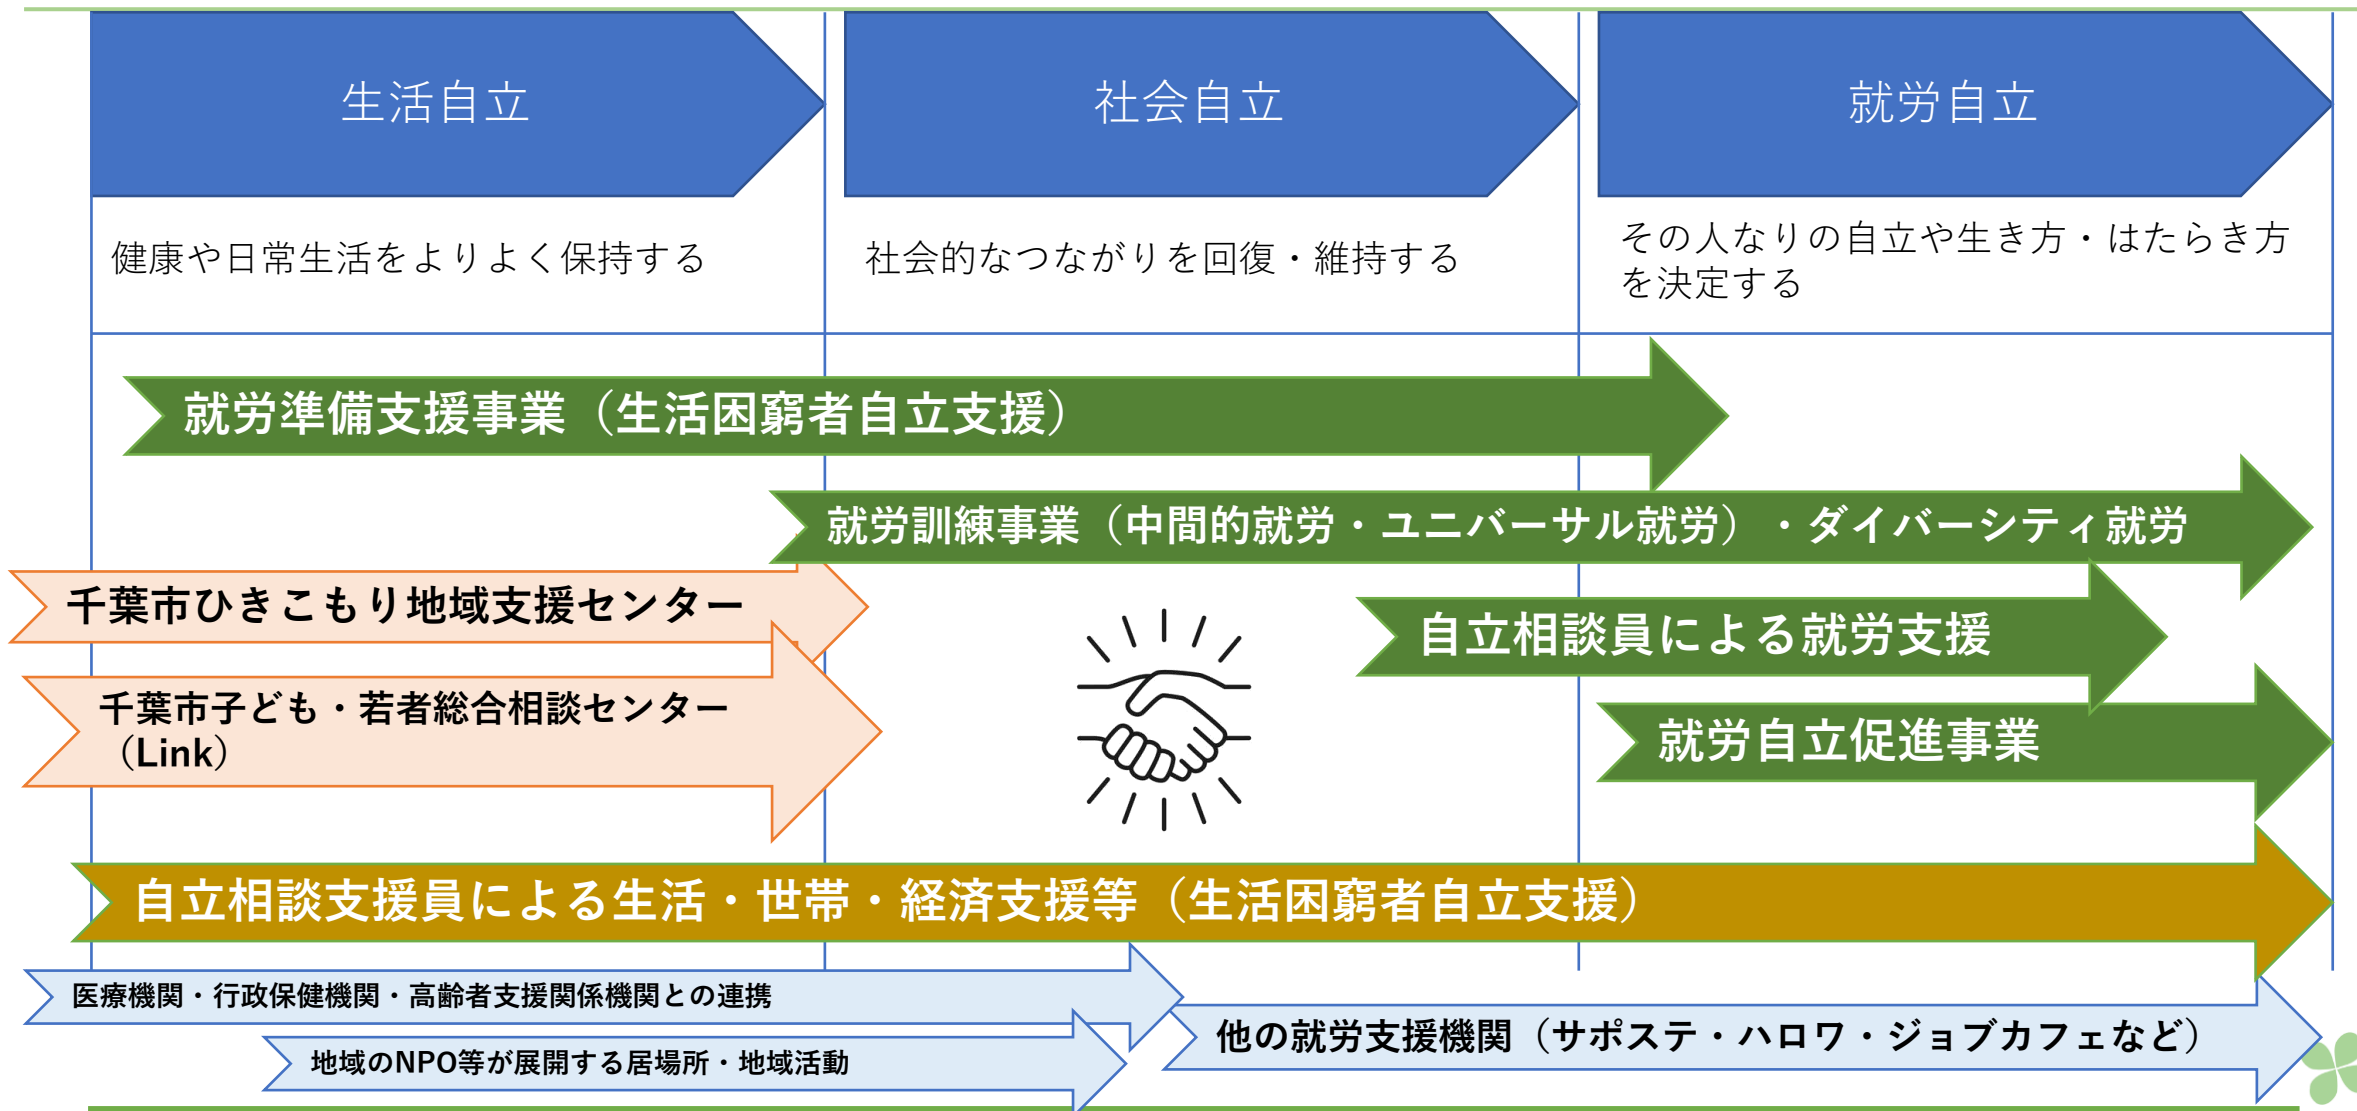 生活自立
社会自立
就労自立
健康や日常生活をよりよく保持する
社会的なつながりを回復・維持する
その人なりの自立や生き方・はたらき方
を決定する
就労準備支援事業（生活困窮者自立支援）
就労訓練事業（中間的就労・ユニバーサル就労）・ダイバーシティ就労
千葉市ひきこもり地域支援センター
自立相談員による就労支援
千葉市子ども・若者総合相談センター
（Link）
就労自立促進事業
自立相談支援員による生活・世帯・経済支援等（生活困窮者自立支援）
医療機関・行政保健機関・高齢者支援関係機関との連携
他の就労支援機関（サポステ・ハロワ・ジョブカフェなど）
地域のNPO等が展開する居場所・地域活動